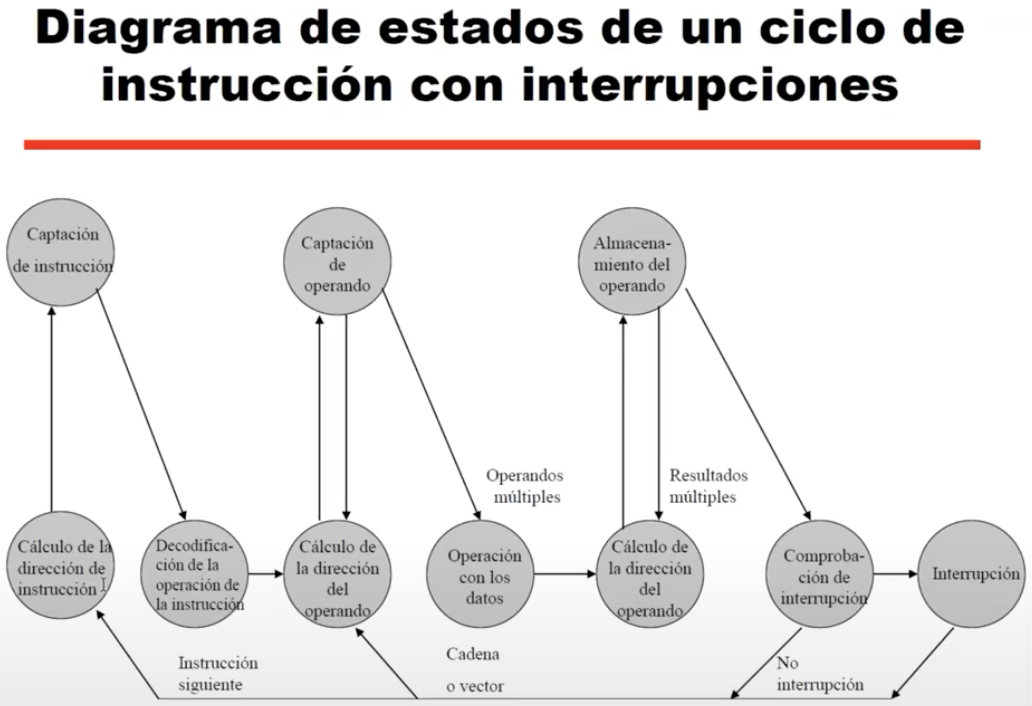 Diagrama de estados de un ciclo de
instrucción con interrupciones
Captación
de instrucción
Captación
de
operando
Almacena-
miento del
operando
Operandos
múltiples
Resultados
múltiples
Cálculo de la
dirección de
instrucción
Decodifica-
ción de la
operación de
la instrucción
Cálculo de
la dirección
del
operando
Operación
con los
datos
Cálculo de
la dirección
del
operando
Comproba-
ción de
interrupción
Interrupción
Instrucción
siguiente
Cadena
o vector
No
interrupción